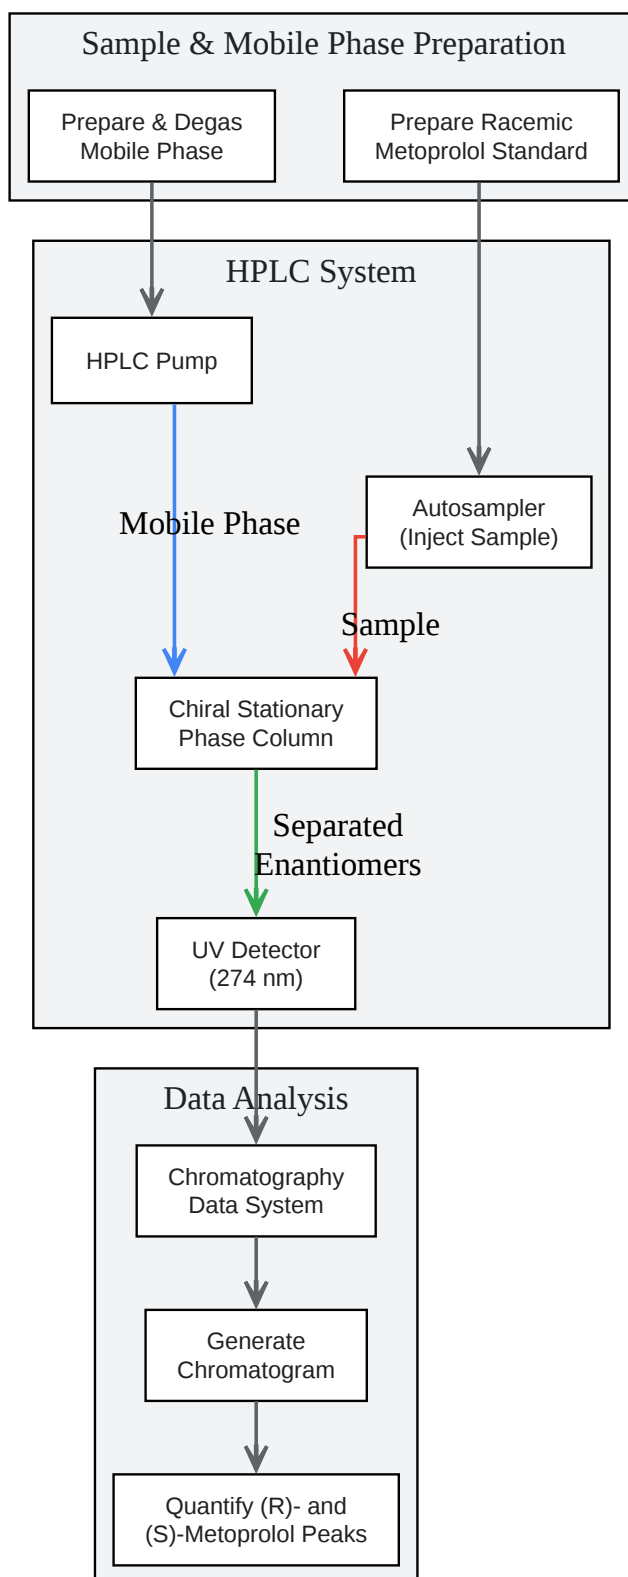 Sample & Mobile Phase Preparation
Prepare & Degas
Mobile Phase
Prepare Racemic
Metoprolol Standard
HPLC System
HPLC Pump
Autosampler
(Inject Sample)
Mobile Phase
Sample
Chiral Stationary
Phase Column
Separated
Enantiomers
UV Detector
(274 nm)
Data Analysis
Chromatography
Data System
Generate
Chromatogram
Quantify (R)- and
(S)-Metoprolol Peaks